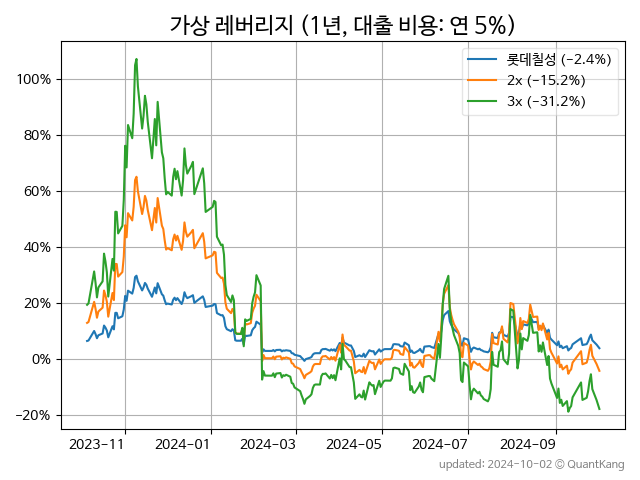 가상 레버리지 (1년, 대출 비용: 연 5%)
롯데칠성 (-2.4%)
2x (-15.2%)
3x (-31.2%)
100%
80%
60%
40%
20%
0%
−20%
2023-11
2024-01
2024-03
2024-05
2024-07
2024-09
updated: 2024-10-02 © QuantKang